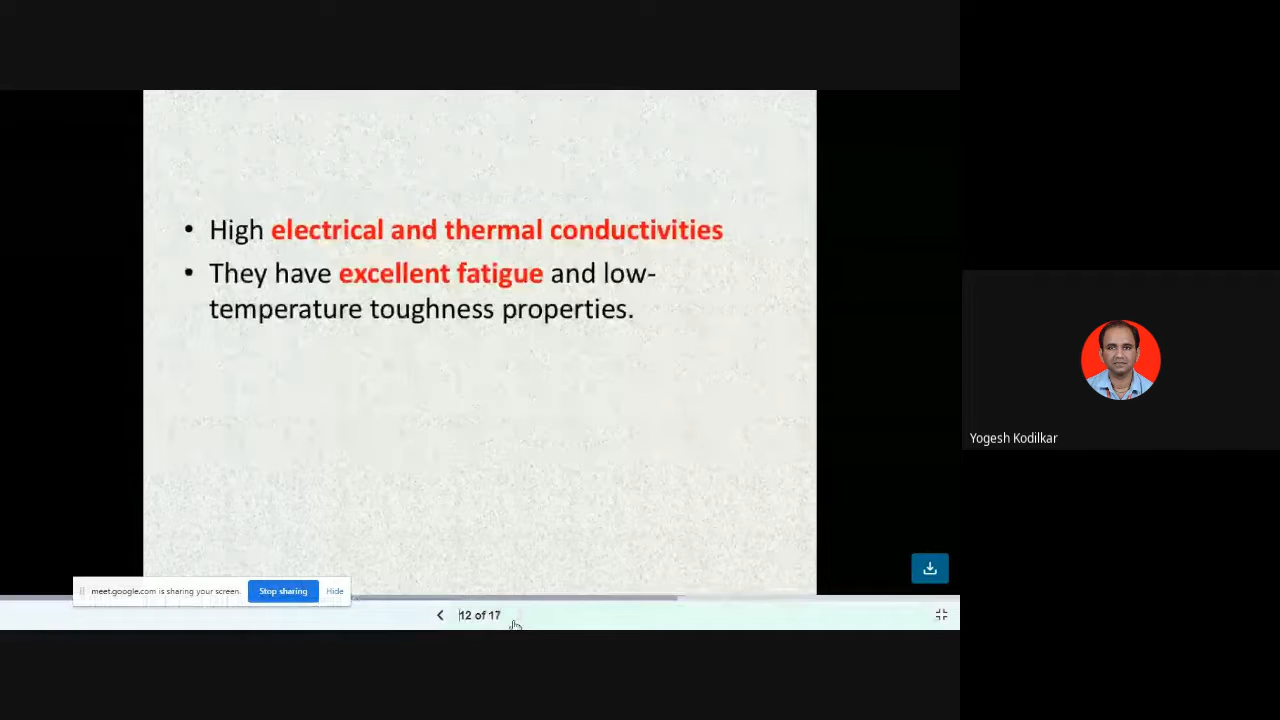 • High electrical and thermal conductivities
• They have excellent fatigue and low-
temperature toughness properties.
Yogesh Kodilkar
meet.google.com is sharing your screen.
Stop sharing
Hide
12 of 17